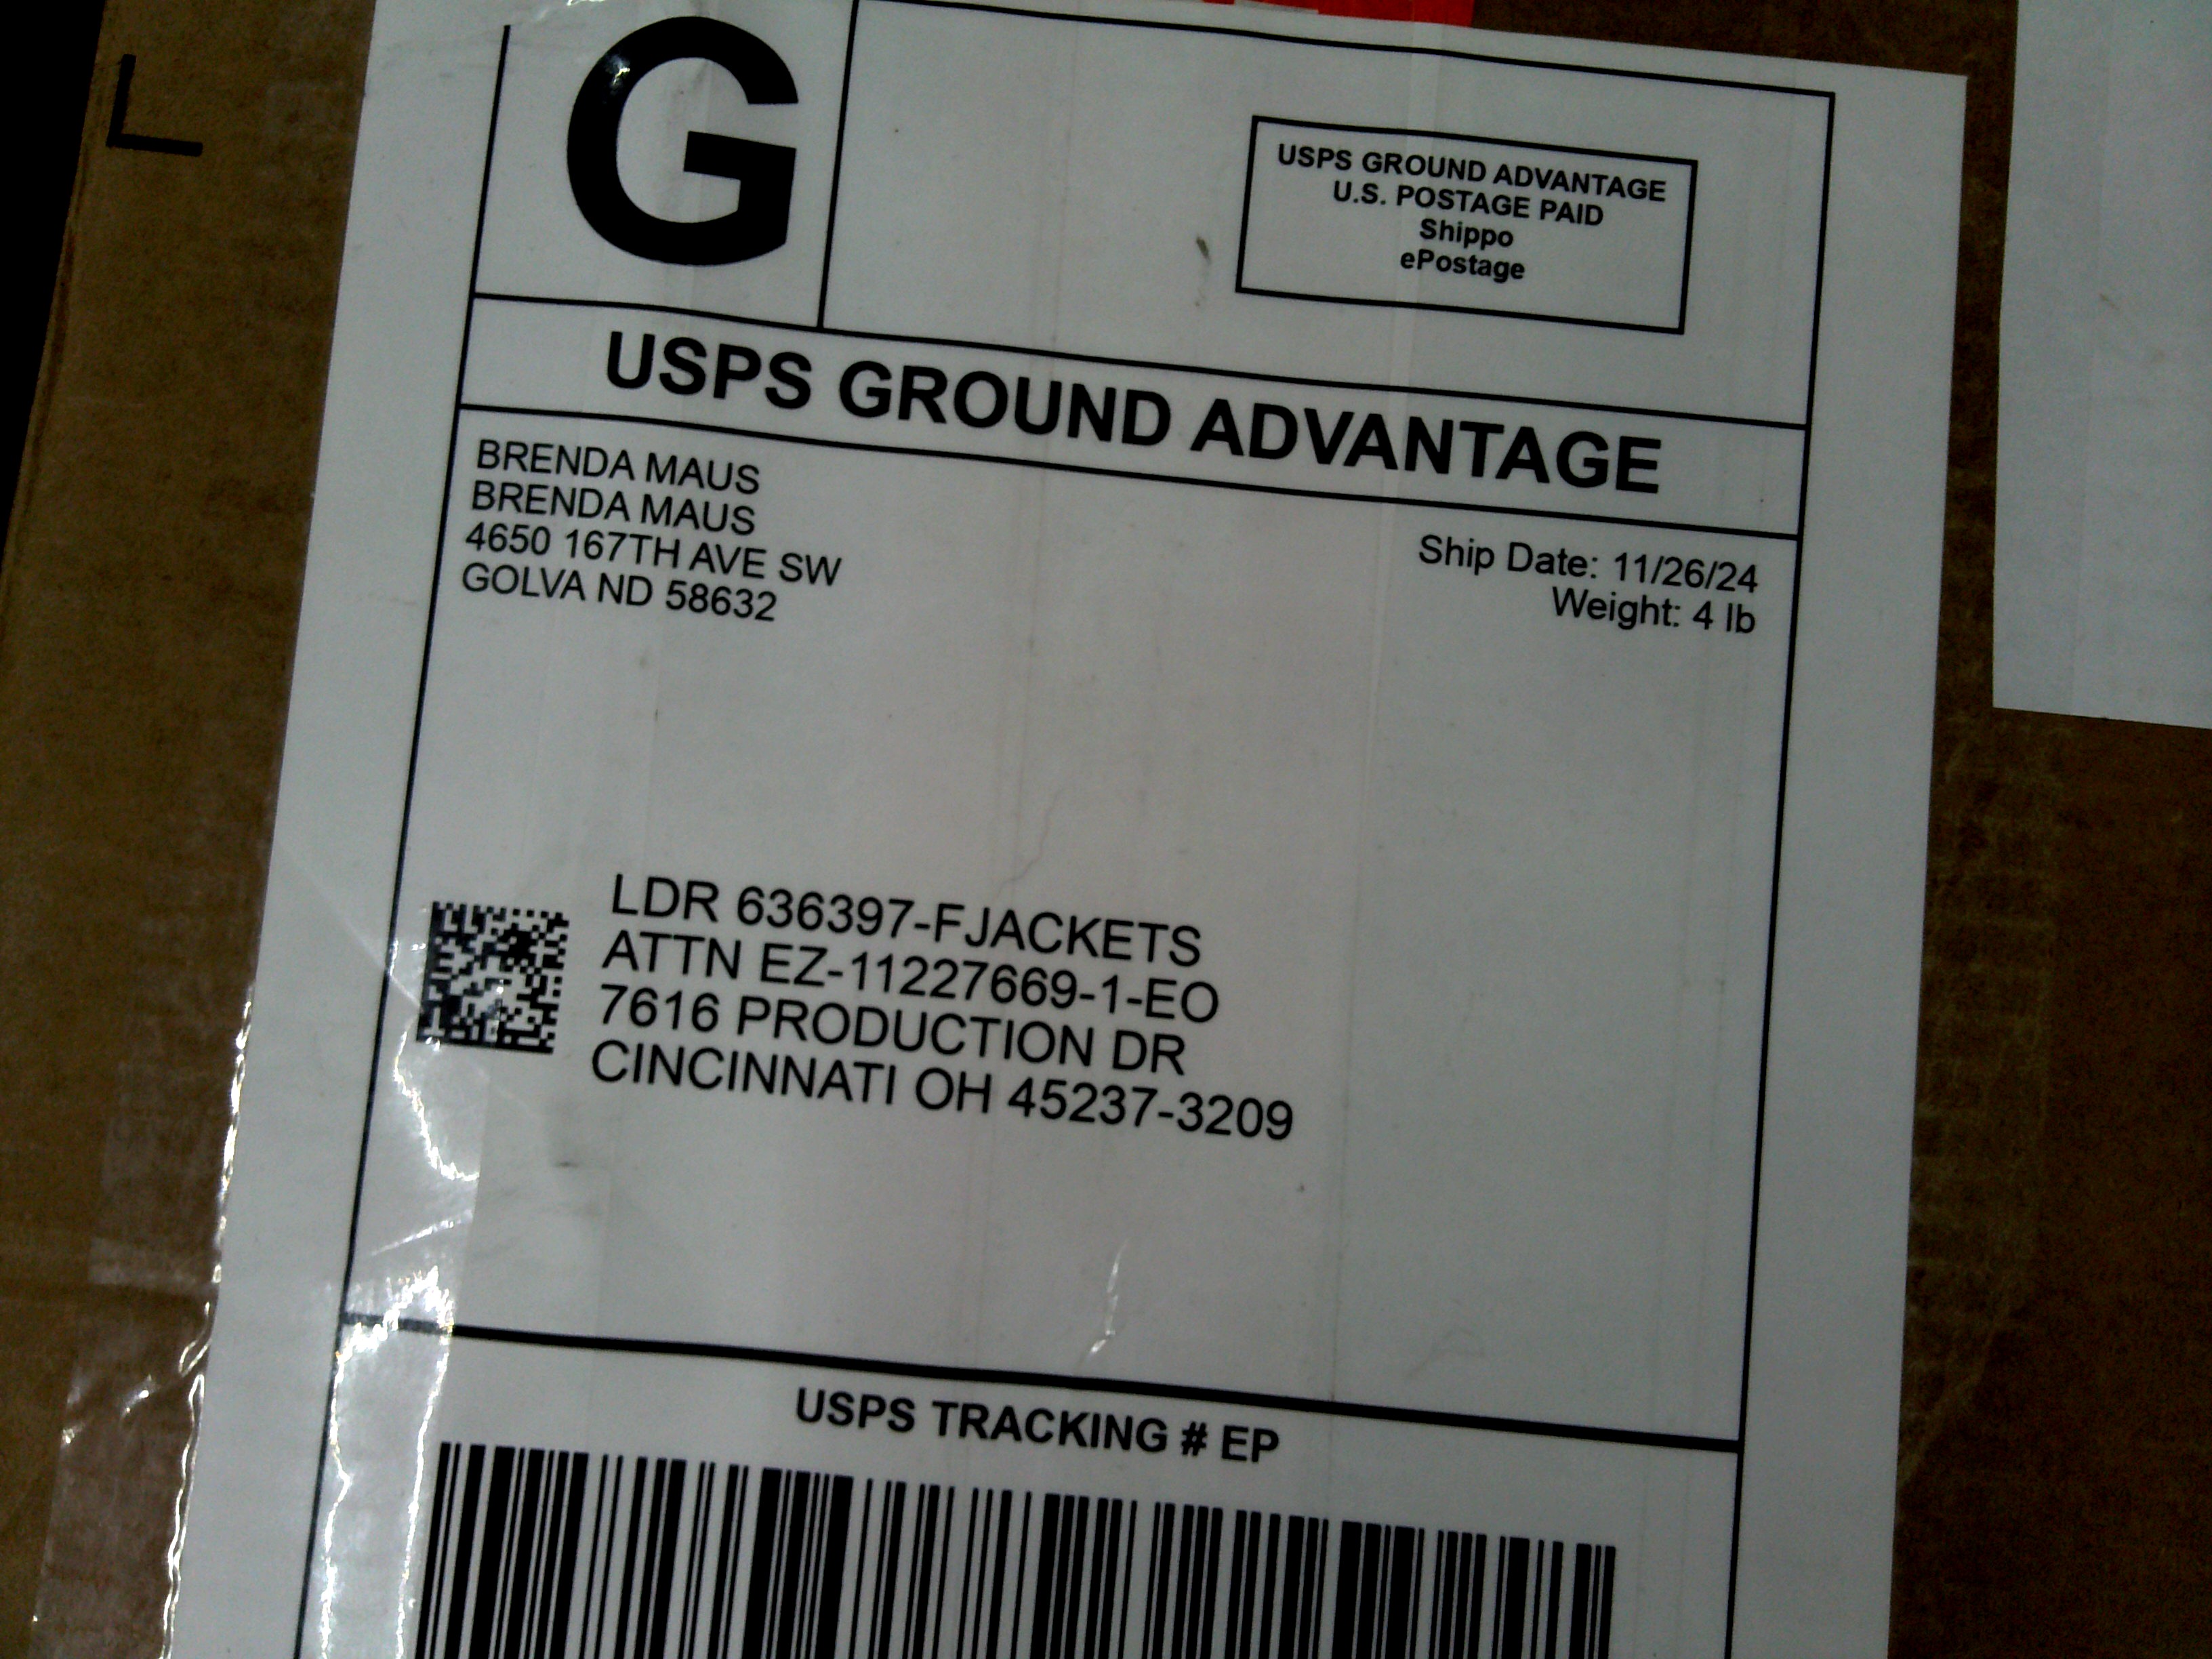 G
USPS GROUND ADVANTAGE
U.S. POSTAGE PAID
Shippo
ePostage
USPS GROUND ADVANTAGE
BRENDA MAUS
BRENDA MAUS
4650 167TH AVE SW
GOLVA ND 58632
Ship Date: 11/26/24
Weight: 4 lb
LDR 636397-FJACKETS
ATTN EZ-11227669-1-EO
7616 PRODUCTION DR
CINCINNATI OH 45237-3209
USPS TRACKING # EP